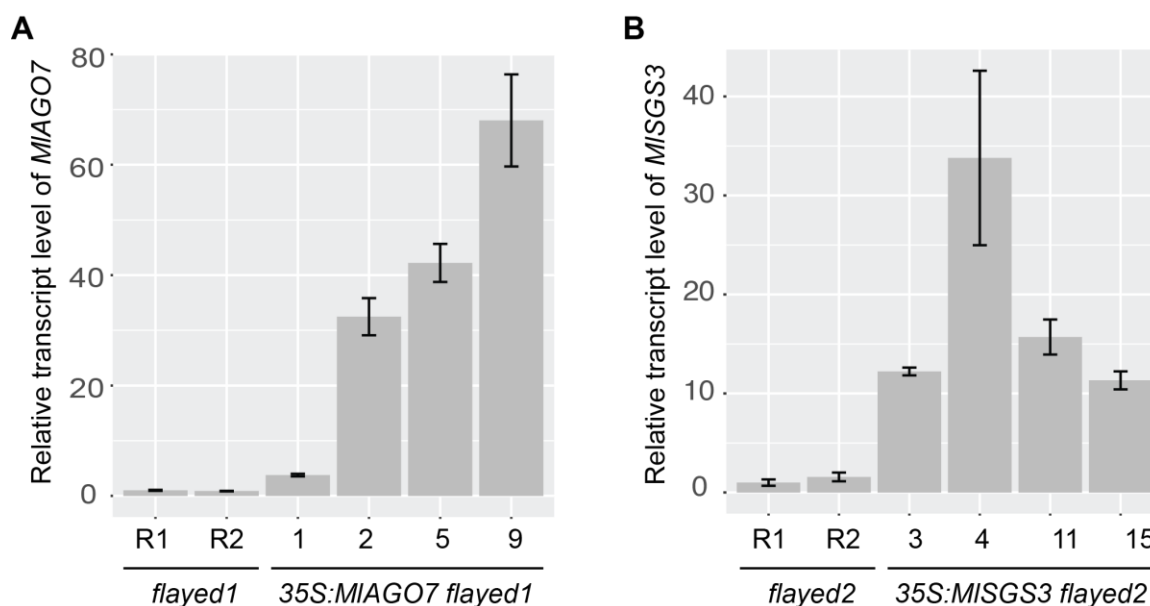 A
Relative transcript level of MlAGO7
80
60
40
20
0
R1 R2 1 2 5 9
flayed1 35S:MlAGO7 flayed1
B
Relative transcript level of MlSGS3
40
30
20
10
0
R1 R2 3 4 11 15
flayed2 35S:MlSGS3 flayed2